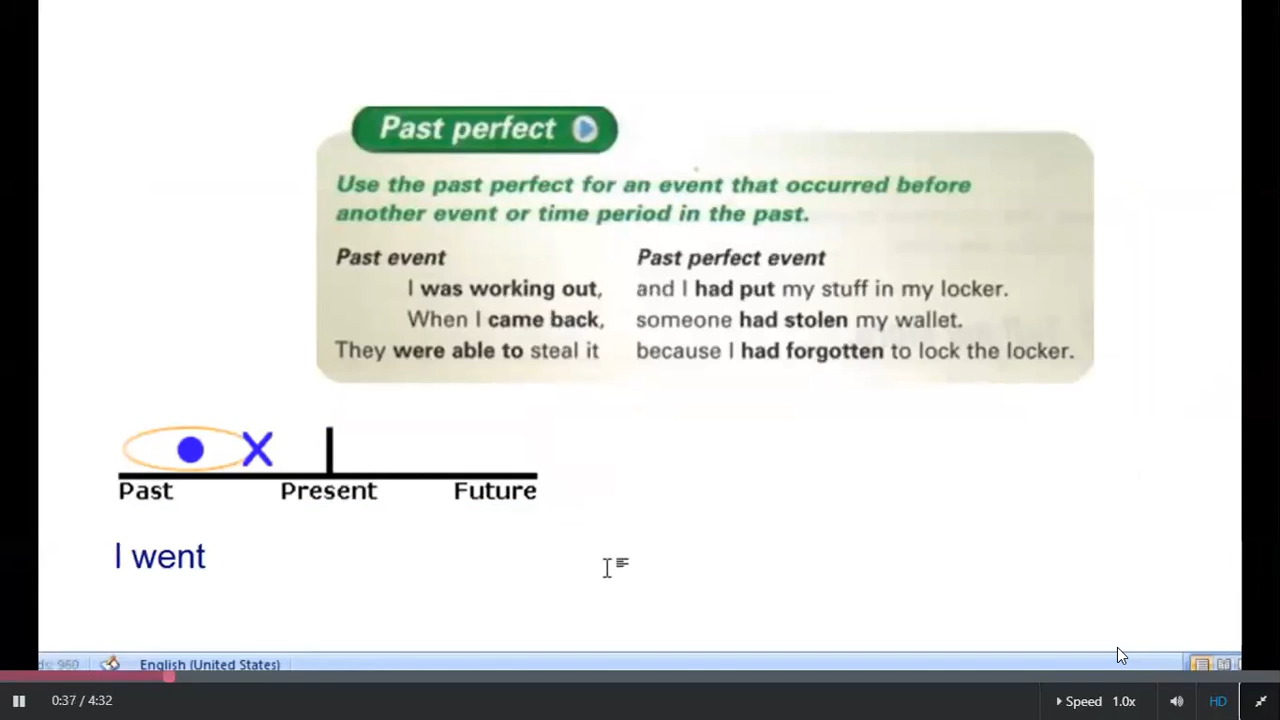 Past perfect
Use the past perfect for an event that occurred before
another event or time period in the past.
Past event Past perfect event
I was working out, and I had put my stuff in my locker.
When I came back, someone had stolen my wallet.
They were able to steal it because I had forgotten to lock the locker.
X
Past Present Future
I went
960 English (United States)
0:37 / 4:32 Speed 1.0x HD